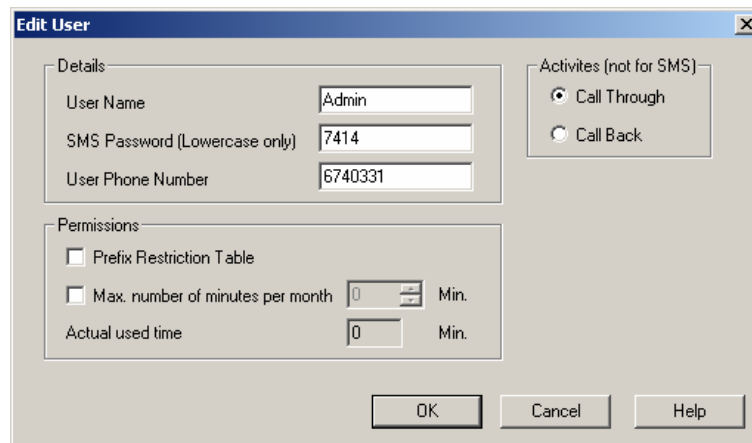 Edit User
Details
User Name Admin
SMS Password (Lowercase only) 7414
User Phone Number 6740331
Activites (not for SMS)
Call Through
Call Back
Permissions
Prefix Restriction Table
Max. number of minutes per month 0 Min.
Actual used time 0 Min.
OK Cancel Help